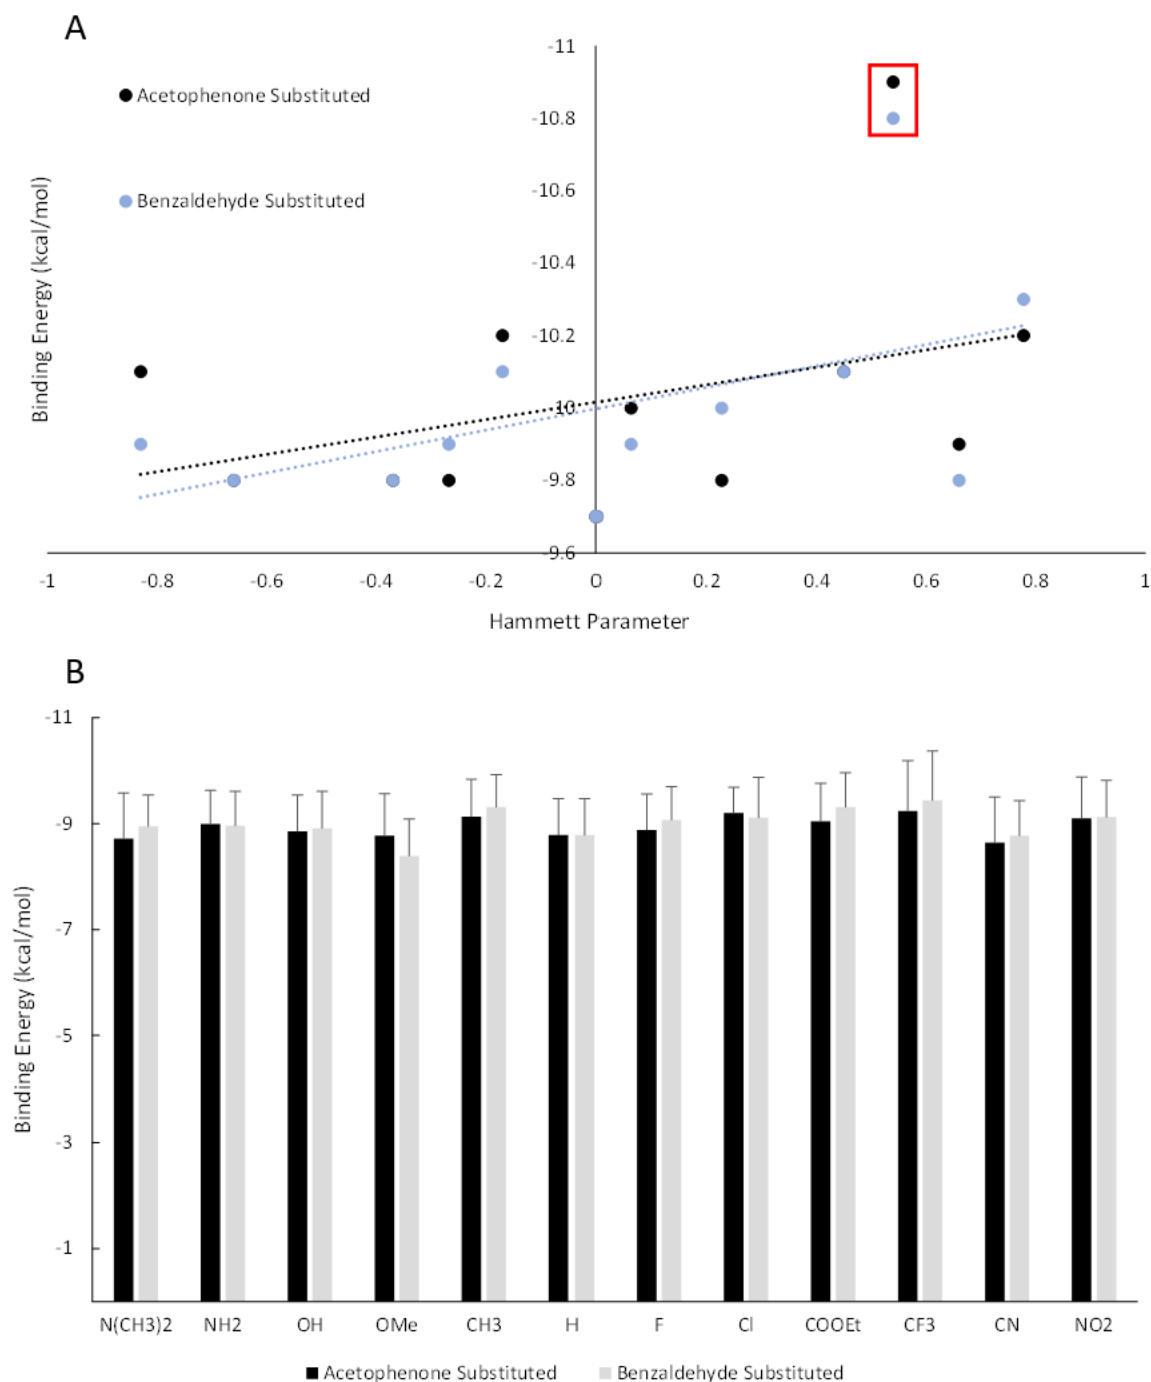 A
-11
Acetophenone Substituted
-10.8
-10.6
Benzaldehyde Substituted
-10.4
Binding Energy (kcal/mol)
-10.2
-10
-9.8
-9.6
-1
-0.8
-0.6
-0.4
-0.2
0
0.2
0.4
0.6
0.8
1
Hammett Parameter
B
-11
-9
-7
Binding Energy (kcal/mol)
-5
-3
-1
N(CH3)2
NH2
OH
OMe
CH3
H
F
Cl
COOEt
CF3
CN
NO2
Acetophenone Substituted
Benzaldehyde Substituted